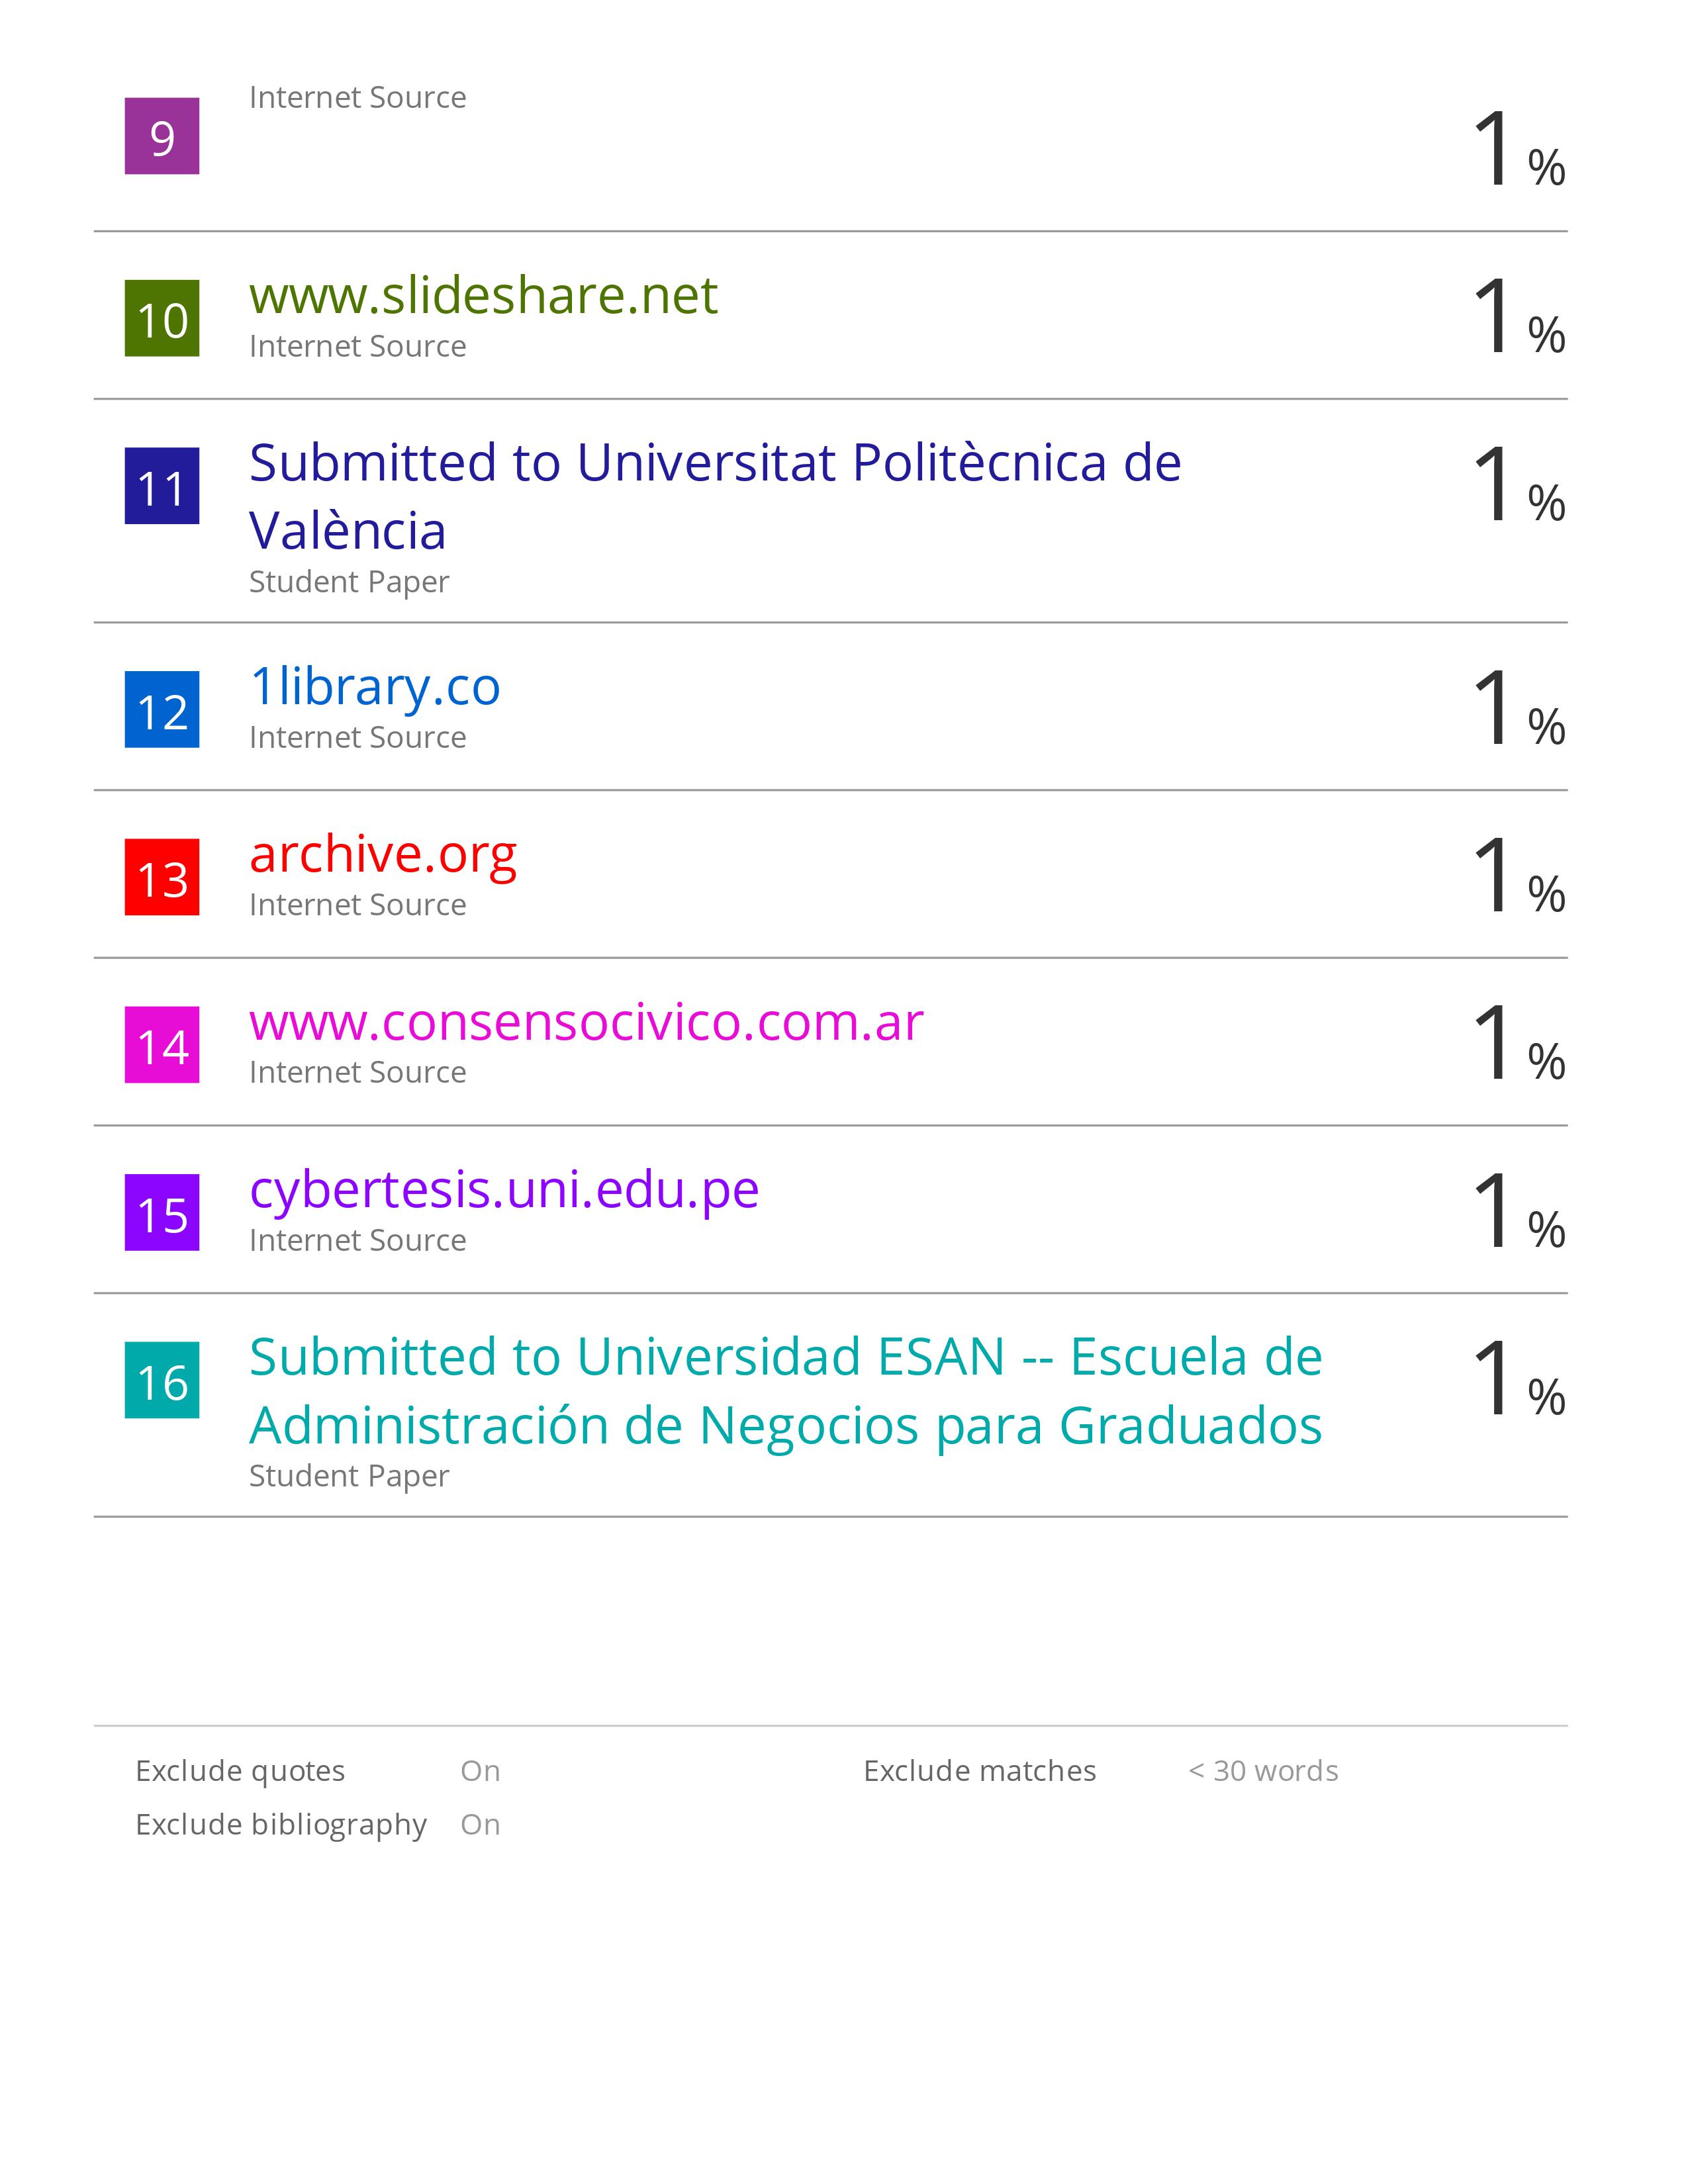 Internet Source
9
1 %
10
www.slideshare.net
1 %
Internet Source
11
Submitted to Universitat Politècnica de
València
1 %
Student Paper
12
1library.co
1 %
Internet Source
13
archive.org
1 %
Internet Source
14
www.consensocivico.com.ar
1 %
Internet Source
15
cybertesis.uni.edu.pe
1 %
Internet Source
16
Submitted to Universidad ESAN -- Escuela de
Administración de Negocios para Graduados
1 %
Student Paper
Exclude quotes On
Exclude matches < 30 words
Exclude bibliography On